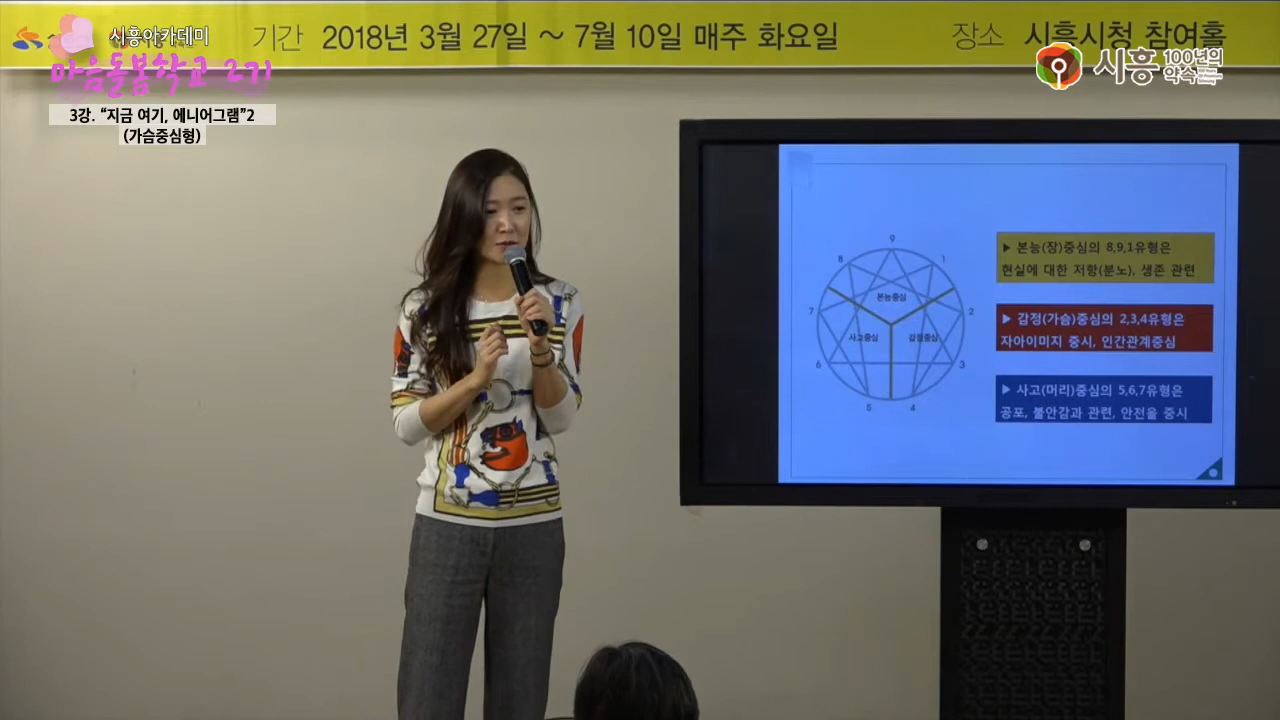 기간 2018년 3월 27일 ~ 7월 10일 매주 화요일
장소 시흥시청 참여홀
시흥아카데미
마음돌봄학교 2기
3강. “지금 여기, 에니어그램”2
(가슴중심형)
시흥 100년의
약속
9
8
1
본능중심
7
2
사고중심
감정중심
6
3
5
4
▶ 본능(장)중심의 8,9,1유형은
현실에 대한 저항(분노), 생존 관련
▶ 감정(가슴)중심의 2,3,4유형은
자아이미지 중시, 인간관계중심
▶ 사고(머리)중심의 5,6,7유형은
공포, 불안감과 관련, 안전을 중시